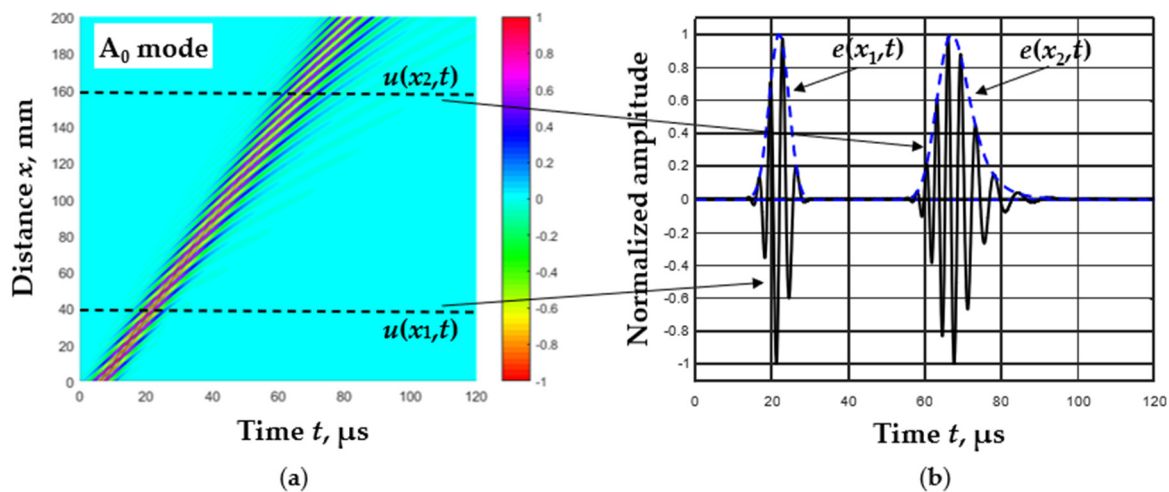 A₀ mode
u(x₂,t)
u(x₁,t)
200
180
160
140
120
100
80
60
40
20
0
0 20 40 60 80 100 120
Distance x, mm
Time t, μs
1
0.8
0.6
0.4
0.2
0
-0.2
-0.4
-0.6
-0.8
-1
(a)
e(x₁,t)
e(x₂,t)
1
0.8
0.6
0.4
0.2
0
-0.2
-0.4
-0.6
-0.8
-1
0 20 40 60 80 100 120
Normalized amplitude
Time t, μs
(b)